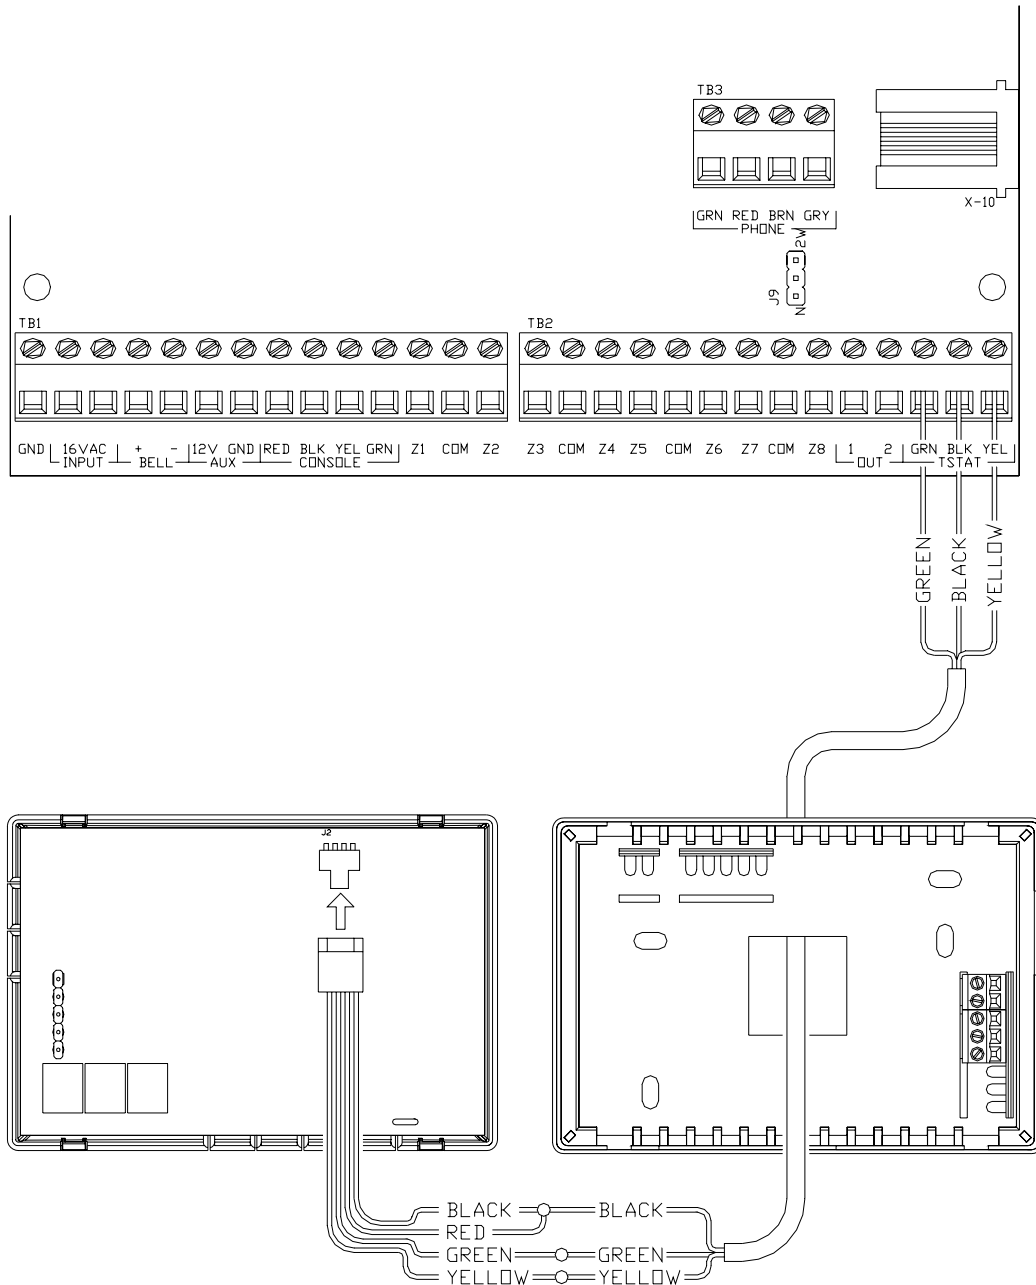 TB3
X-10
GRN RED BRN GRY
PHONE
2W
J9
N
TB1
TB2
GND 16VAC + - 12V GND RED BLK YEL GRN Z1 COM Z2 Z3 COM Z4 Z5 COM Z6 Z7 COM Z8 1 2 GRN BLK YEL
INPUT BELL AUX CONSOLE OUT TSTAT
GREEN
BLACK
YELLOW
J2
BLACK BLACK
RED
GREEN GREEN
YELLOW YELLOW